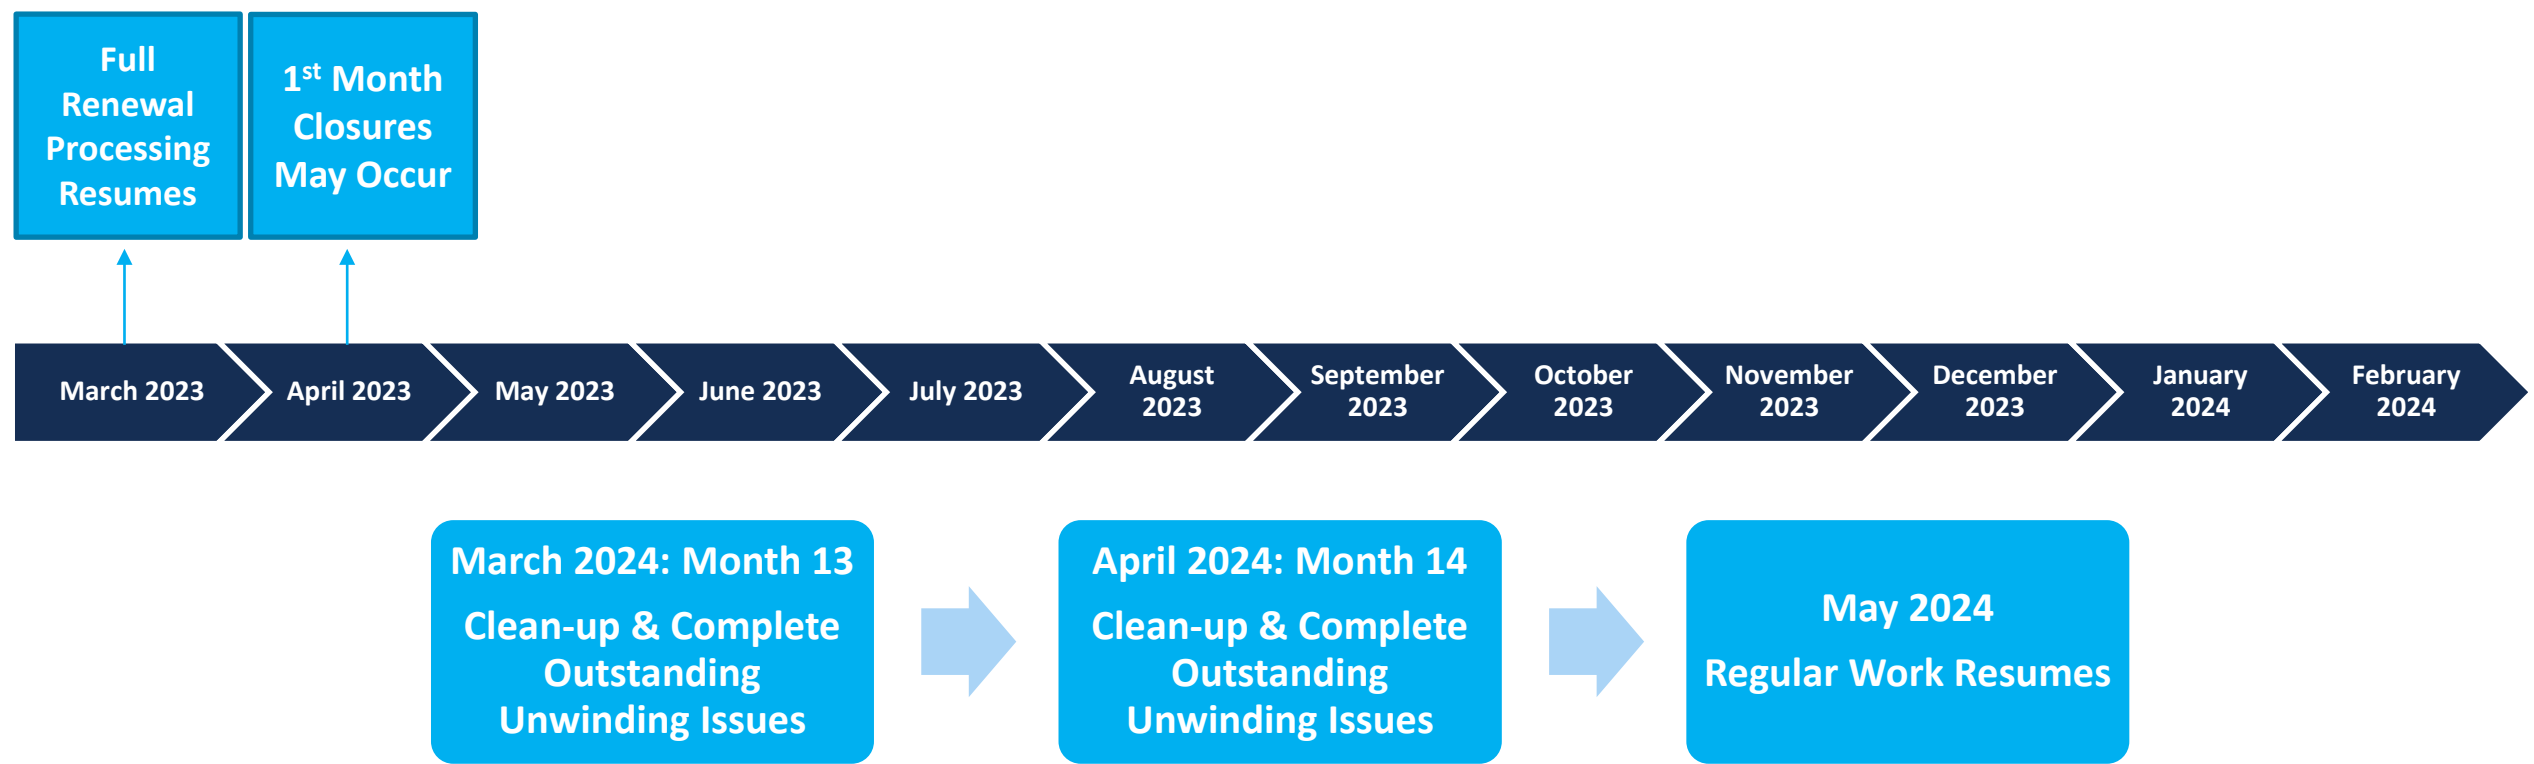 Full
Renewal
Processing
Resumes
1st Month
Closures
May Occur
March 2023
April 2023
May 2023
June 2023
July 2023
August
2023
September
2023
October
2023
November
2023
December
2023
January
2024
February
2024
March 2024: Month 13
Clean-up & Complete
Outstanding
Unwinding Issues
April 2024: Month 14
Clean-up & Complete
Outstanding
Unwinding Issues
May 2024
Regular Work Resumes